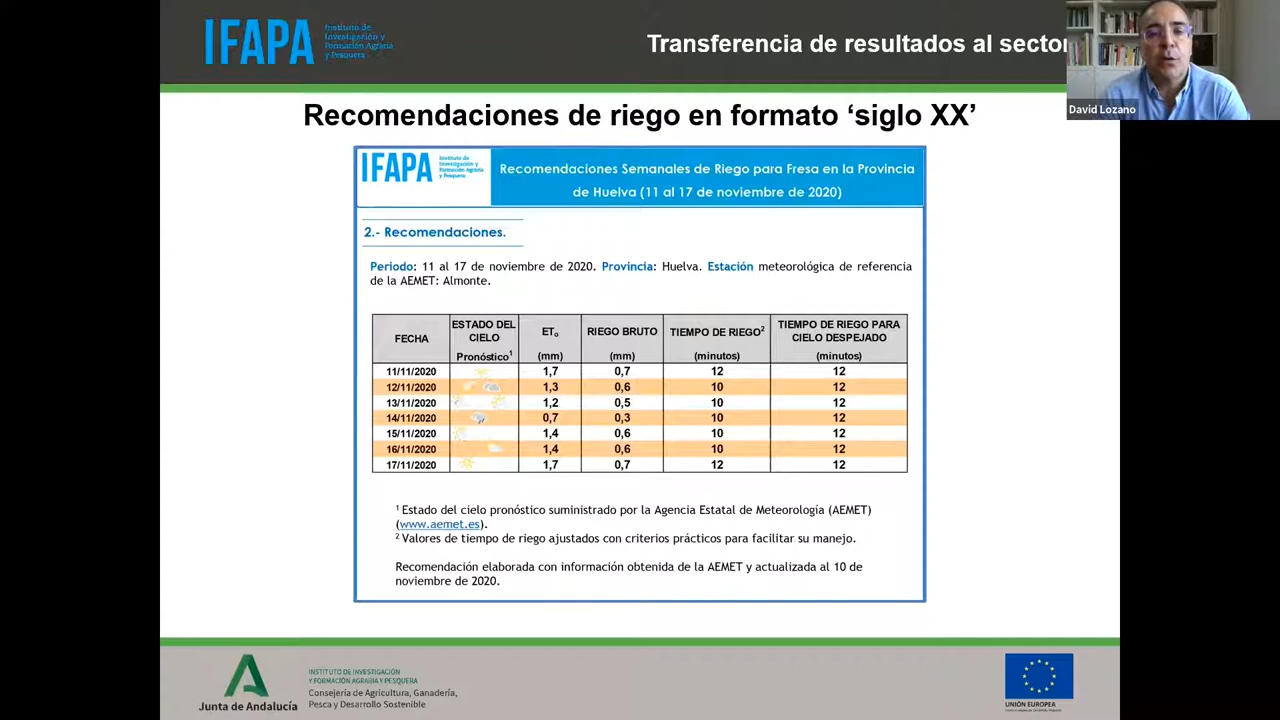 IFAPA
Instituto de
Investigación y
Formación Agraria
y Pesquera
Transferencia de resultados al sector
David Lozano
Recomendaciones de riego en formato ‘siglo XX’
IFAPA
Instituto de
Investigación y
Formación Agraria
y Pesquera
Recomendaciones Semanales de Riego para Fresa en la Provincia
de Huelva (11 al 17 de noviembre de 2020)
2.- Recomendaciones.
Periodo: 11 al 17 de noviembre de 2020. Provincia: Huelva. Estación meteorológica de referencia
de la AEMET: Almonte.
FECHA ESTADO DEL CIELO Pronóstico¹ ETₒ (mm) RIEGO BRUTO (mm) TIEMPO DE RIEGO² (minutos) TIEMPO DE RIEGO PARA CIELO DESPEJADO (minutos)
11/11/2020 1,7 0,7 12 12
12/11/2020 1,3 0,6 10 12
13/11/2020 1,2 0,5 10 12
14/11/2020 0,7 0,3 10 12
15/11/2020 1,4 0,6 10 12
16/11/2020 1,4 0,6 10 12
17/11/2020 1,7 0,7 12 12
¹ Estado del cielo pronóstico suministrado por la Agencia Estatal de Meteorología (AEMET)
(www.aemet.es).
² Valores de tiempo de riego ajustados con criterios prácticos para facilitar su manejo.
Recomendación elaborada con información obtenida de la AEMET y actualizada al 10 de
noviembre de 2020.
Junta de Andalucía
INSTITUTO DE INVESTIGACIÓN
Y FORMACIÓN AGRARIA Y PESQUERA
Consejería de Agricultura, Ganadería,
Pesca y Desarrollo Sostenible
UNIÓN EUROPEA